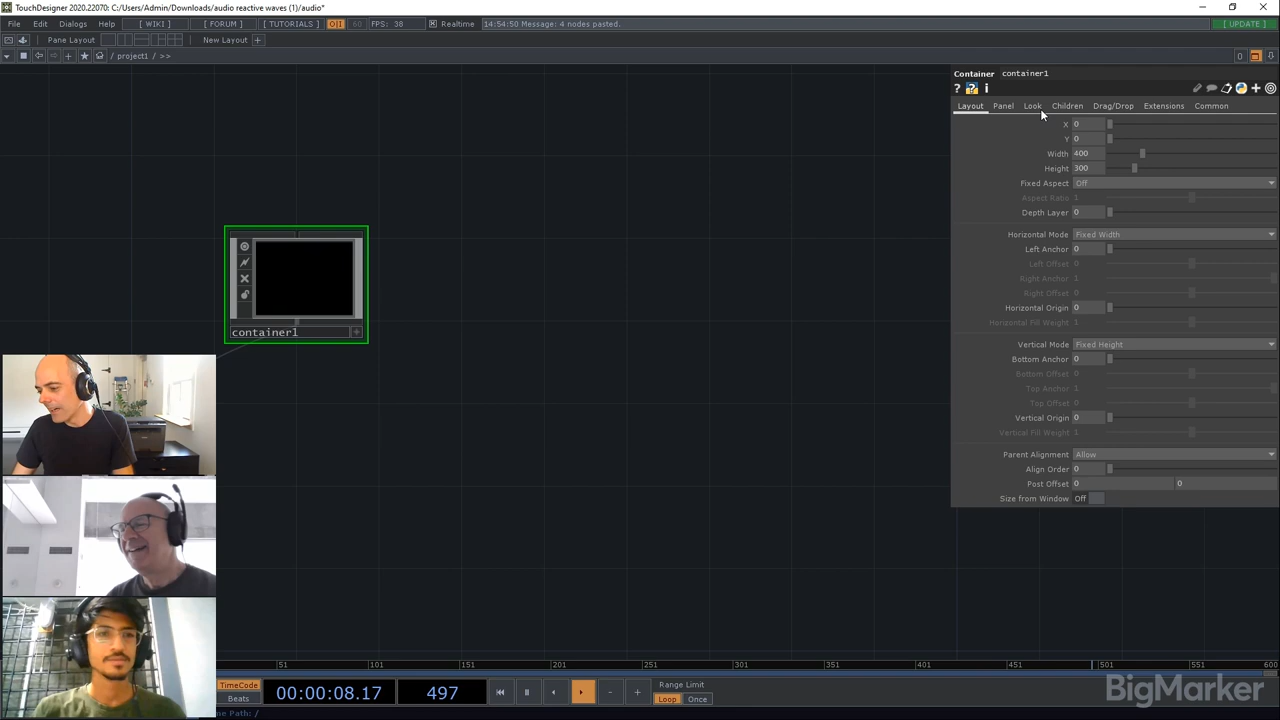 TouchDesigner 2020.22070: C:/Users/Admin/Downloads/audio reactive waves (1)/audio*
File Edit Dialogs Help [ WIKI ] [ FORUM ] [ TUTORIALS ] O|I 60 FPS: 38 Realtime 14:54:50 Message: 4 nodes pasted. [ UPDATE ]
Pane Layout New Layout +
/ project1 / >> 0
Container container1
? ? i
Layout Panel Look Children Drag/Drop Extensions Common
X 0
Y 0
Width 400
Height 300
Fixed Aspect Off
Aspect Ratio 1
Depth Layer 0
Horizontal Mode Fixed Width
Left Anchor 0
Left Offset 0
Right Anchor 1
Right Offset 0
Horizontal Origin 0
Horizontal Fill Weight 1
Vertical Mode Fixed Height
Bottom Anchor 0
Bottom Offset 0
Top Anchor 1
Top Offset 0
Vertical Origin 0
Vertical Fill Weight 1
Parent Alignment Allow
Align Order 0
Post Offset 0 0
Size from Window Off
container1 +
51 101 151 201 251 301 351 401 451 501 551 600
TimeCode
Beats
00:00:08.17 497 - +
Range Limit
Loop Once
me Path: /
BigMarker